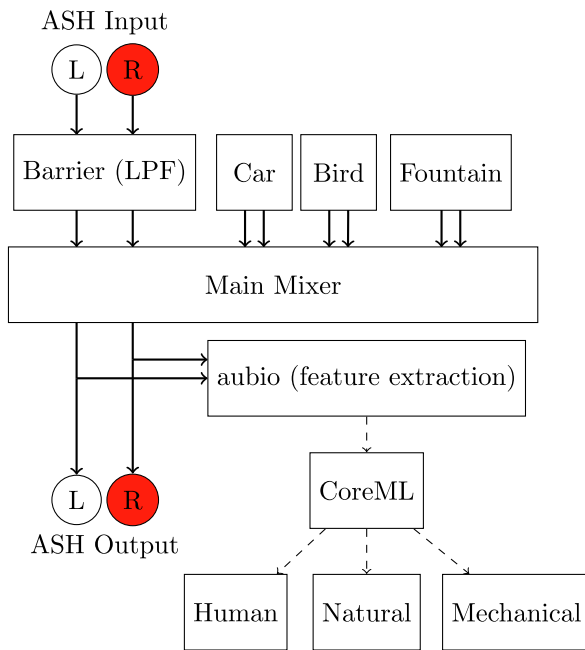 ASH Input
L R
Barrier (LPF) Car Bird Fountain
Main Mixer
aubio (feature extraction)
CoreML
L R
ASH Output
Human Natural Mechanical